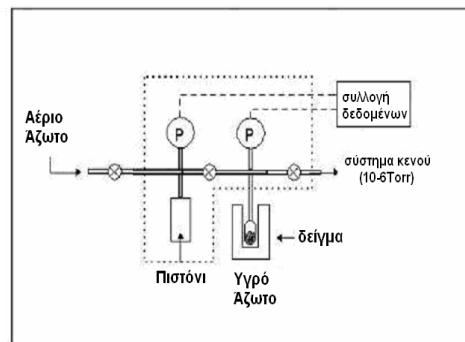 συλλογή
δεδομένων
Αέριο
Άζωτο
P
P
σύστημα κενού
(10-6Torr)
δείγμα
Πιστόνι
Υγρό
Άζωτο